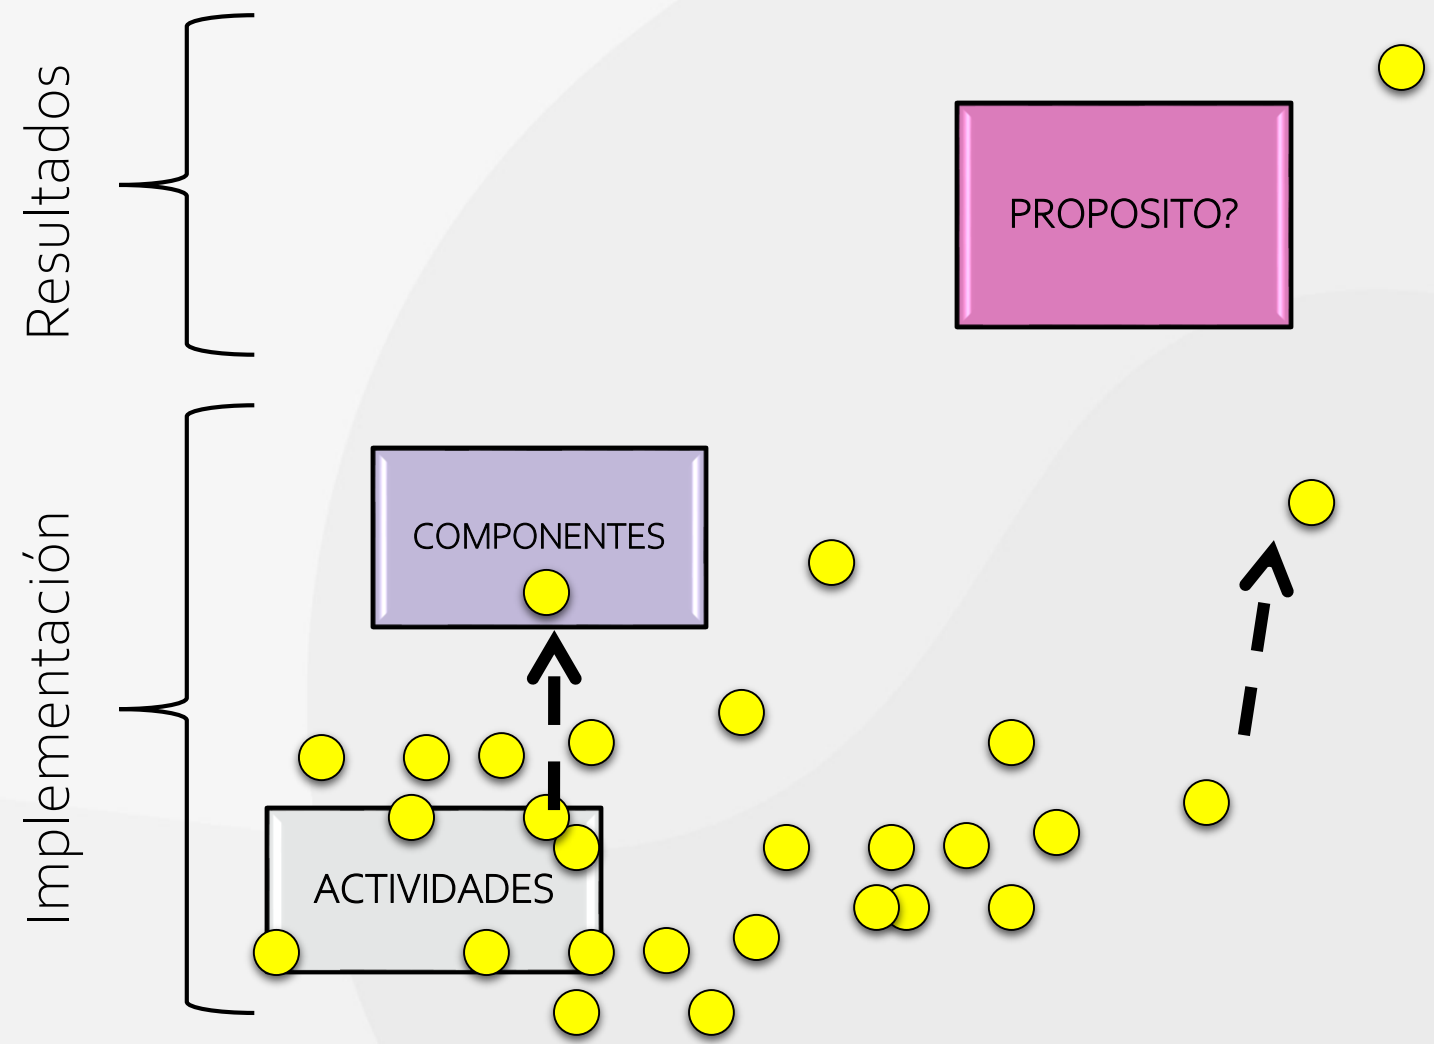 Resultados
PROPOSITO?
Implementación
COMPONENTES
ACTIVIDADES